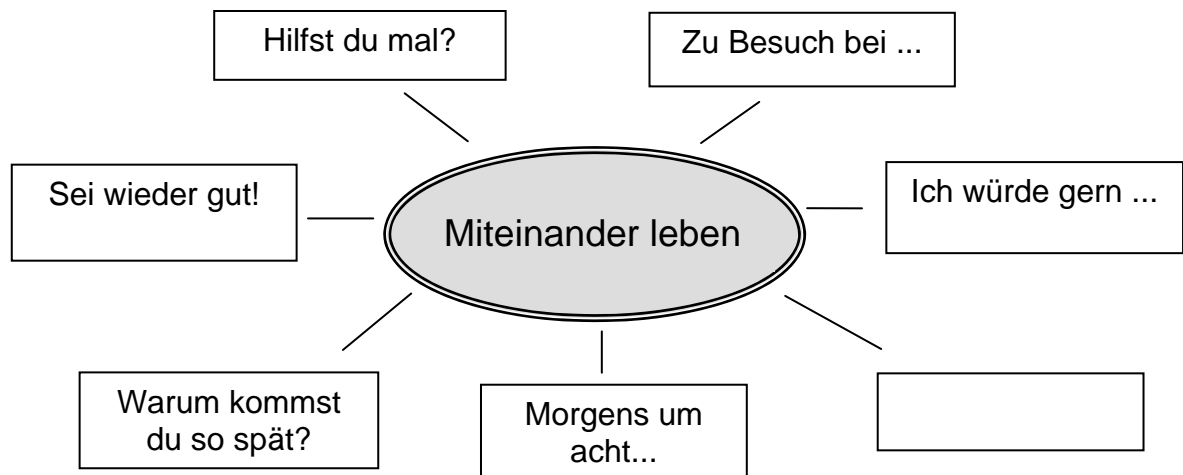 Hilfst du mal?
Zu Besuch bei ...
Sei wieder gut!
Miteinander leben
Ich würde gern ...
Warum kommst
du so spät?
Morgens um
acht...